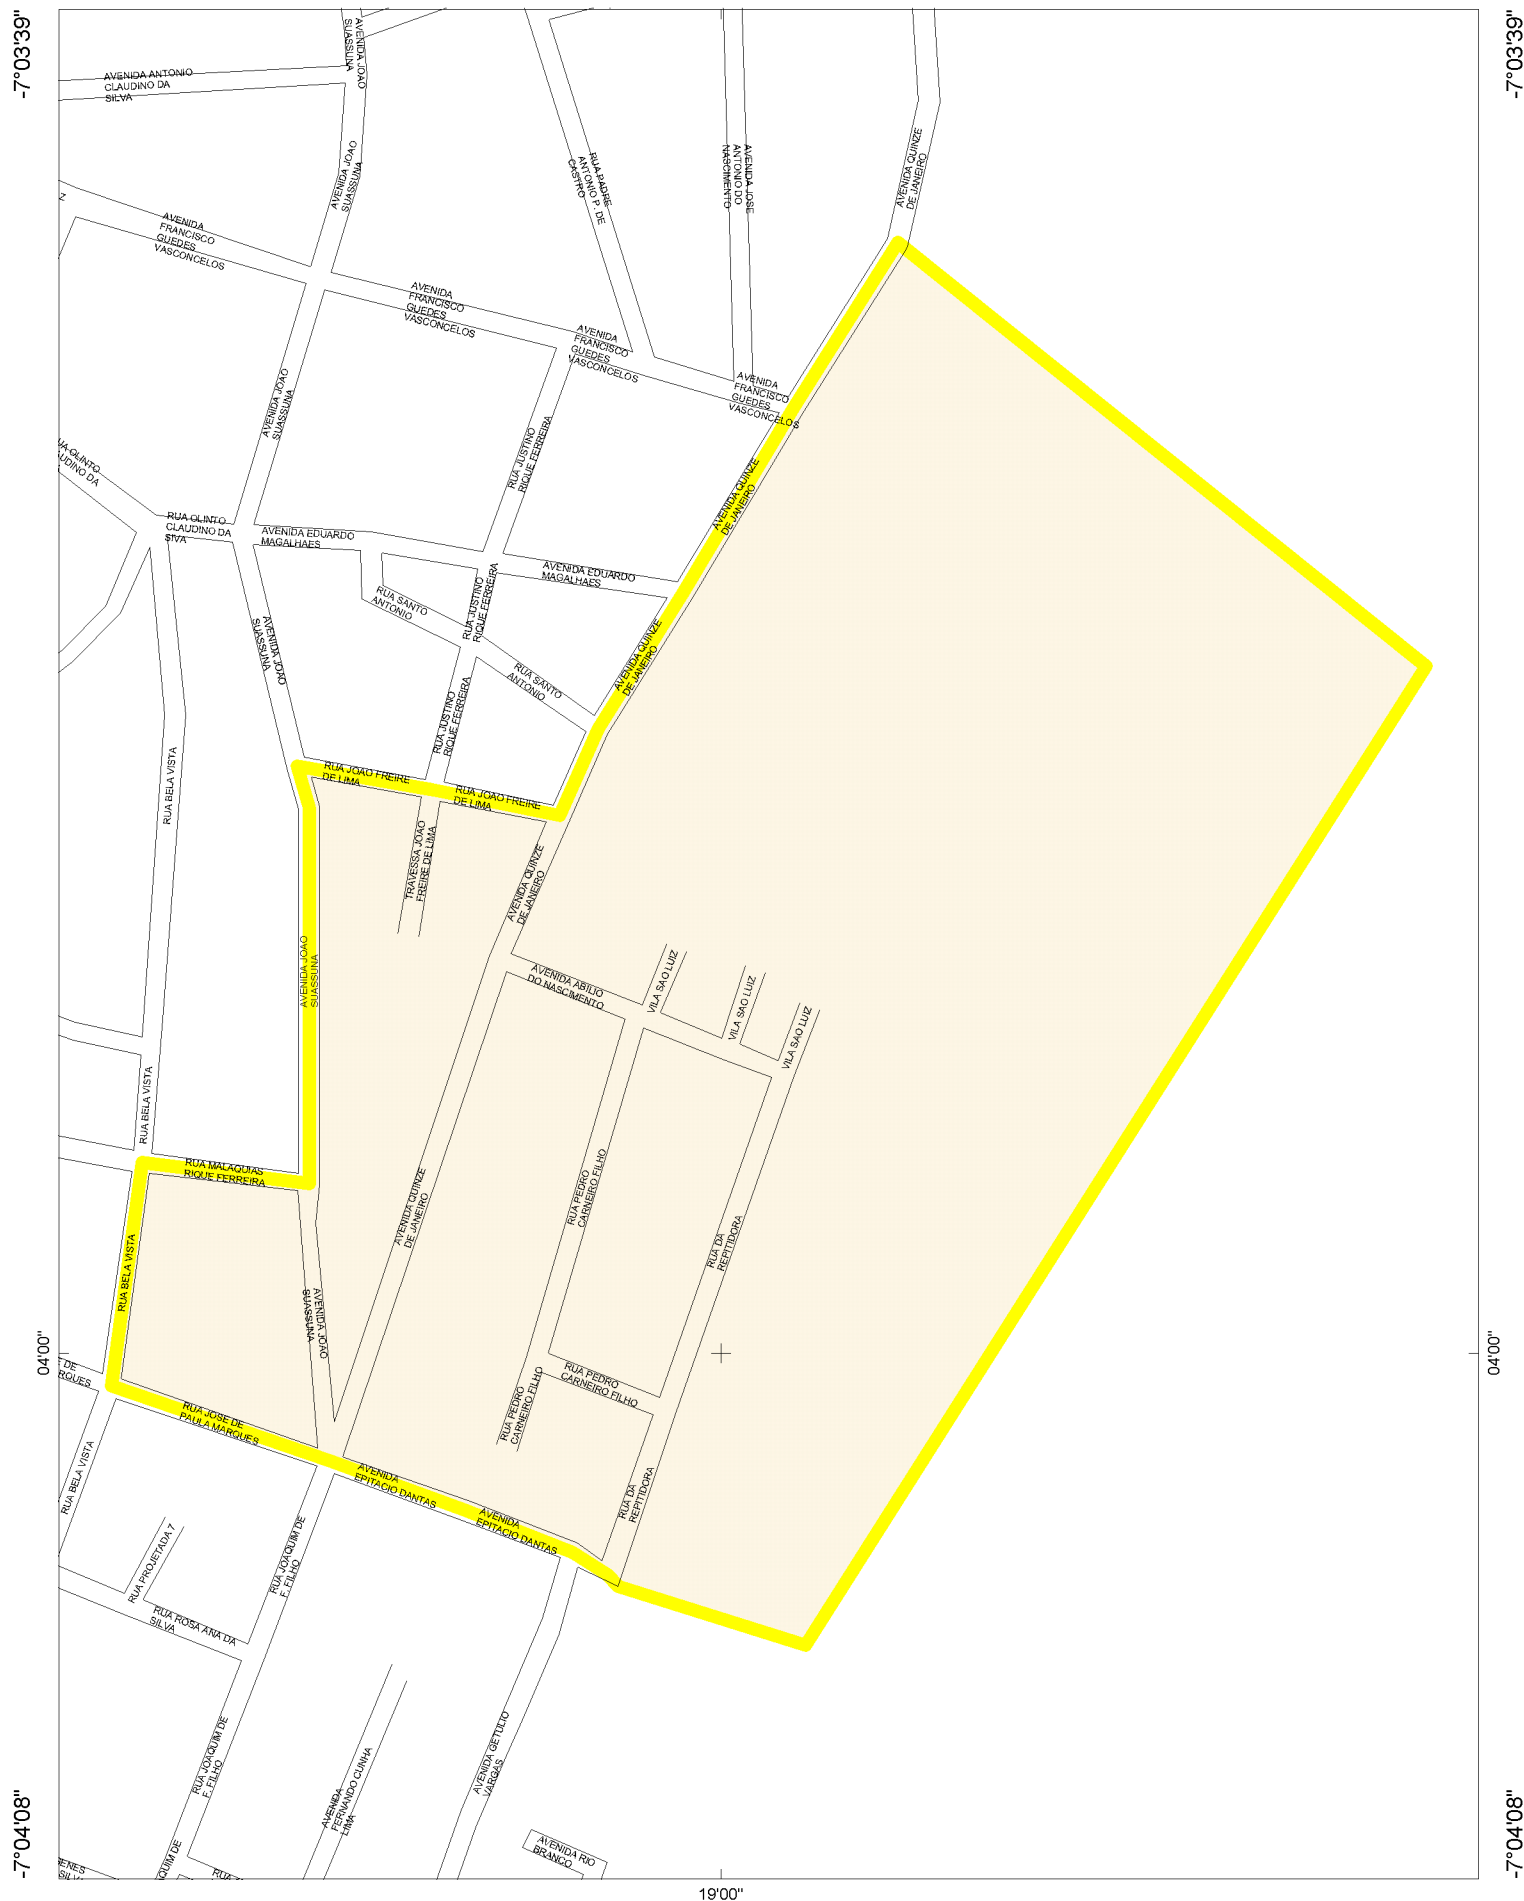 -7°03'39"
-7°03'39"
AVENIDA JOAO
SUASSUNA
AVENIDA ANTONIO
CLAUDINO DA
SILVA
AVENIDA JOAO
SUASSUNA
RUA PADRE
ANTONIO P. DE
CASTRO
AVENIDA JOSE
ANTONIO DO
NASCIMENTO
AVENIDA QUINZE
DE JANEIRO
Z
AVENIDA
FRANCISCO
GUEDES
VASCONCELOS
AVENIDA
FRANCISCO
GUEDES
VASCONCELOS
AVENIDA
FRANCISCO
GUEDES
VASCONCELOS
AVENIDA
FRANCISCO
GUEDES
VASCONCELOS
AVENIDA JOAO
SUASSUNA
RUA JUSTINO
RIQUE FERREIRA
AVENIDA QUINZE
DE JANEIRO
UA OLINTO
AUDINO DA
RUA OLINTO
CLAUDINO DA
SIVA
AVENIDA EDUARDO
MAGALHAES
AVENIDA EDUARDO
MAGALHAES
RUA SANTO
ANTONIO
RUA JUSTINO
RIQUE FERREIRA
AVENIDA JOAO
SUASSUNA
AVENIDA QUINZE
DE JANEIRO
RUA SANTO
ANTONIO
RUA JUSTINO
RIQUE FERREIRA
RUA BELA VISTA
RUA JOAO FREIRE
DE LIMA
RUA JOAO FREIRE
DE LIMA
TRAVESSA JOAO
FREIRE DE LIMA
AVENIDA QUINZE
DE JANEIRO
AVENIDA JOAO
SUASSUNA
AVENIDA ABILIO
DO NASCIMENTO
VILA SAO LUIZ
VILA SAO LUIZ
VILA SAO LUIZ
RUA BELA VISTA
RUA MALAQUIAS
RIQUE FERREIRA
AVENIDA QUINZE
DE JANEIRO
RUA PEDRO
CARNEIRO FILHO
RUA DA
REPITIDORA
RUA BELA VISTA
AVENIDA JOAO
SUASSUNA
04'00"
04'00"
E DE
RQUES
RUA PEDRO
CARNEIRO FILHO
RUA PEDRO
CARNEIRO FILHO
RUA JOSE DE
PAULA MARQUES
RUA BELA VISTA
AVENIDA
EPITACIO DANTAS
AVENIDA
EPITACIO DANTAS
RUA DA
REPITIDORA
RUA PROJETADA 7
RUA JOAQUIM DE
F. FILHO
RUA ROSA ANA DA
SILVA
RUA JOAQUIM DE
F. FILHO
AVENIDA
FERNANDO CUNHA
LIMA
AVENIDA GETULIO
VARGAS
AVENIDA RIO
BRANCO
QUIM DE
ENES
SILVA
-7°04'08"
-7°04'08"
19'00"